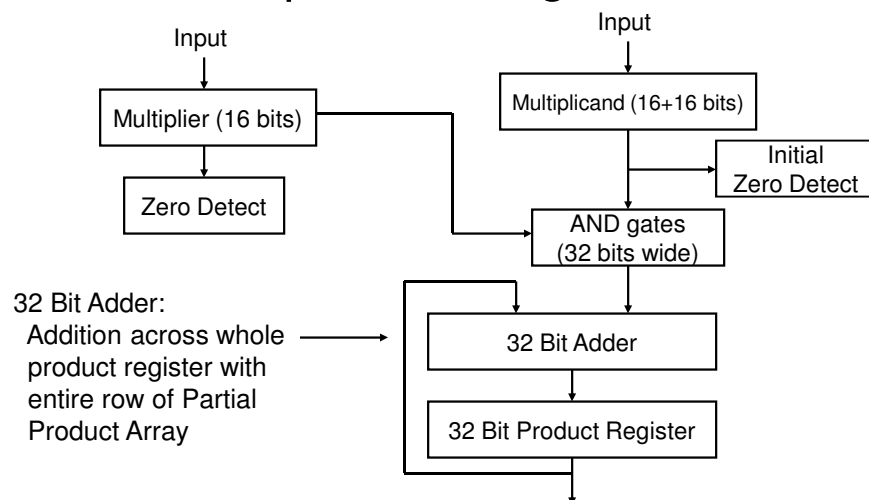 Input
Input
Multiplier (16 bits)
Multiplicand (16+16 bits)
Initial
Zero Detect
Zero Detect
AND gates
(32 bits wide)
32 Bit Adder:
Addition across whole
product register with
entire row of Partial
Product Array
32 Bit Adder
32 Bit Product Register